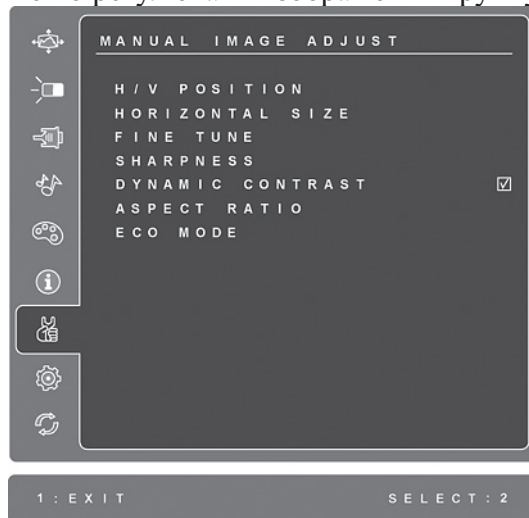 MANUAL IMAGE ADJUST
H/V POSITION
HORIZONTAL SIZE
FINE TUNE
SHARPNESS
DYNAMIC CONTRAST
ASPECT RATIO
ECO MODE
1:EXIT SELECT:2